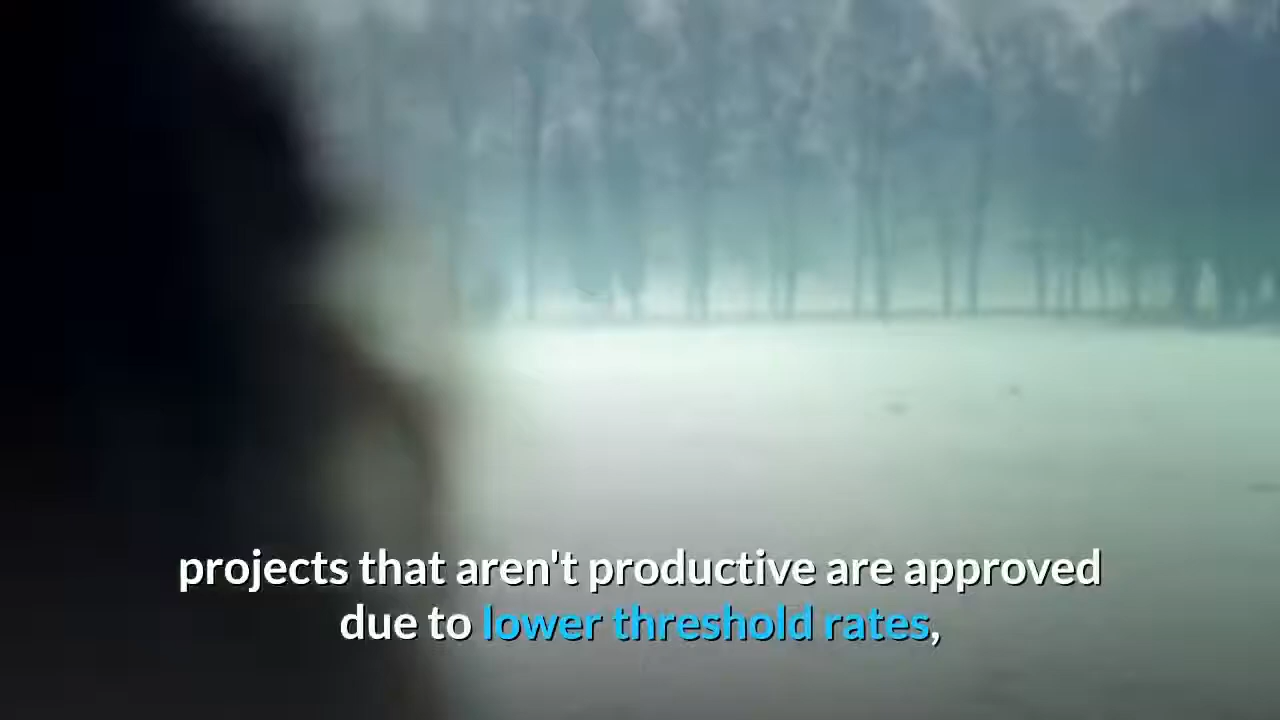 projects that aren't productive are approved
due to lower threshold rates,